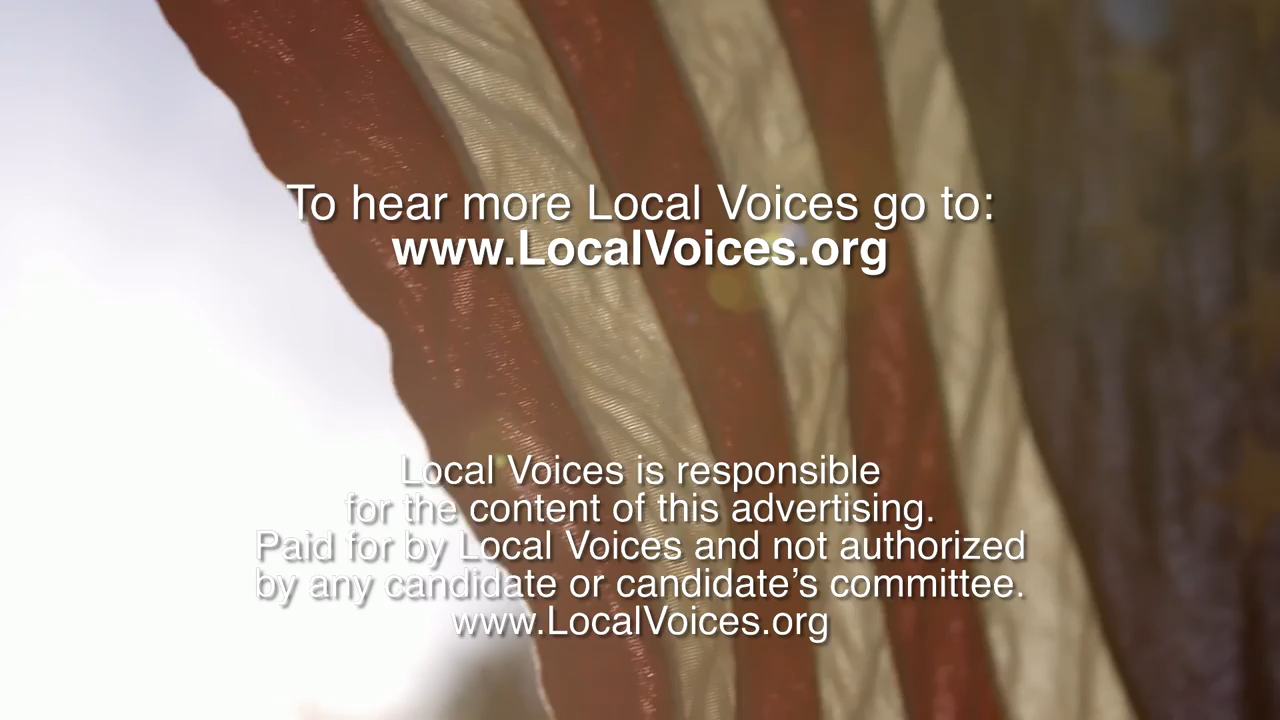 To hear more Local Voices go to:
www.LocalVoices.org
Local Voices is responsible
for the content of this advertising.
Paid for by Local Voices and not authorized
by any candidate or candidate’s committee.
www.LocalVoices.org